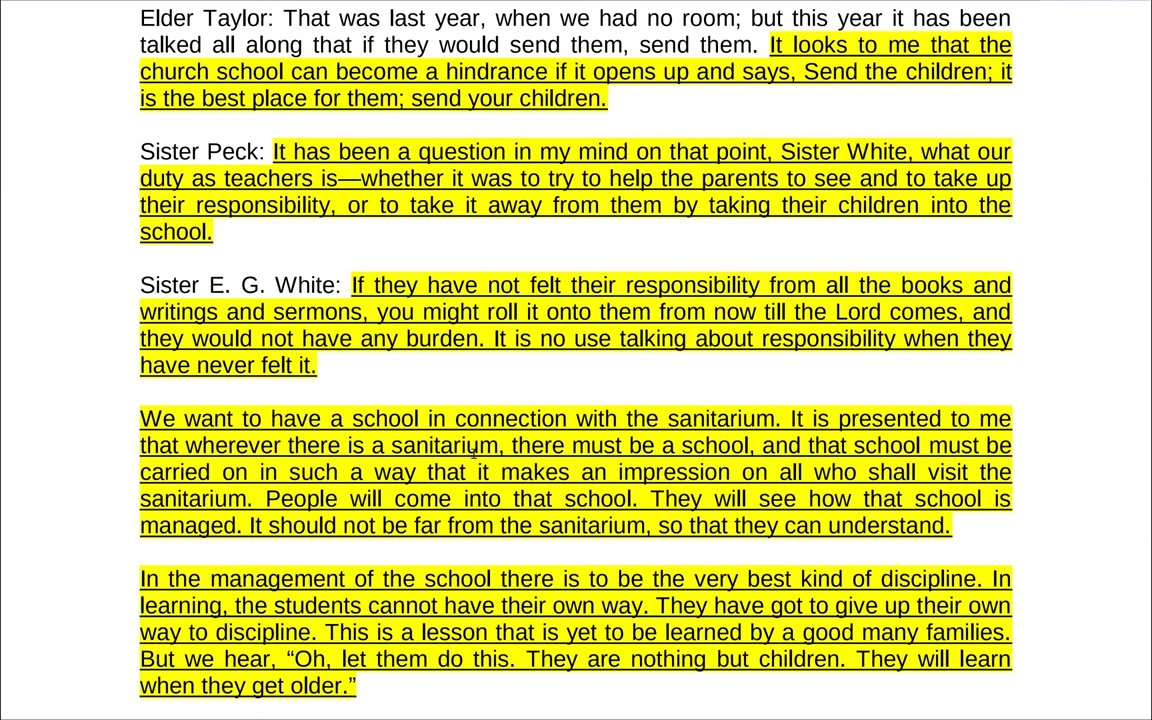 Elder Taylor: That was last year, when we had no room; but this year it has been
talked all along that if they would send them, send them. It looks to me that the
church school can become a hindrance if it opens up and says, Send the children; it
is the best place for them; send your children.
Sister Peck: It has been a question in my mind on that point, Sister White, what our
duty as teachers is—whether it was to try to help the parents to see and to take up
their responsibility, or to take it away from them by taking their children into the
school.
Sister E. G. White: If they have not felt their responsibility from all the books and
writings and sermons, you might roll it onto them from now till the Lord comes, and
they would not have any burden. It is no use talking about responsibility when they
have never felt it.
We want to have a school in connection with the sanitarium. It is presented to me
that wherever there is a sanitarium, there must be a school, and that school must be
carried on in such a way that it makes an impression on all who shall visit the
sanitarium. People will come into that school. They will see how that school is
managed. It should not be far from the sanitarium, so that they can understand.
In the management of the school there is to be the very best kind of discipline. In
learning, the students cannot have their own way. They have got to give up their own
way to discipline. This is a lesson that is yet to be learned by a good many families.
But we hear, “Oh, let them do this. They are nothing but children. They will learn
when they get older.”